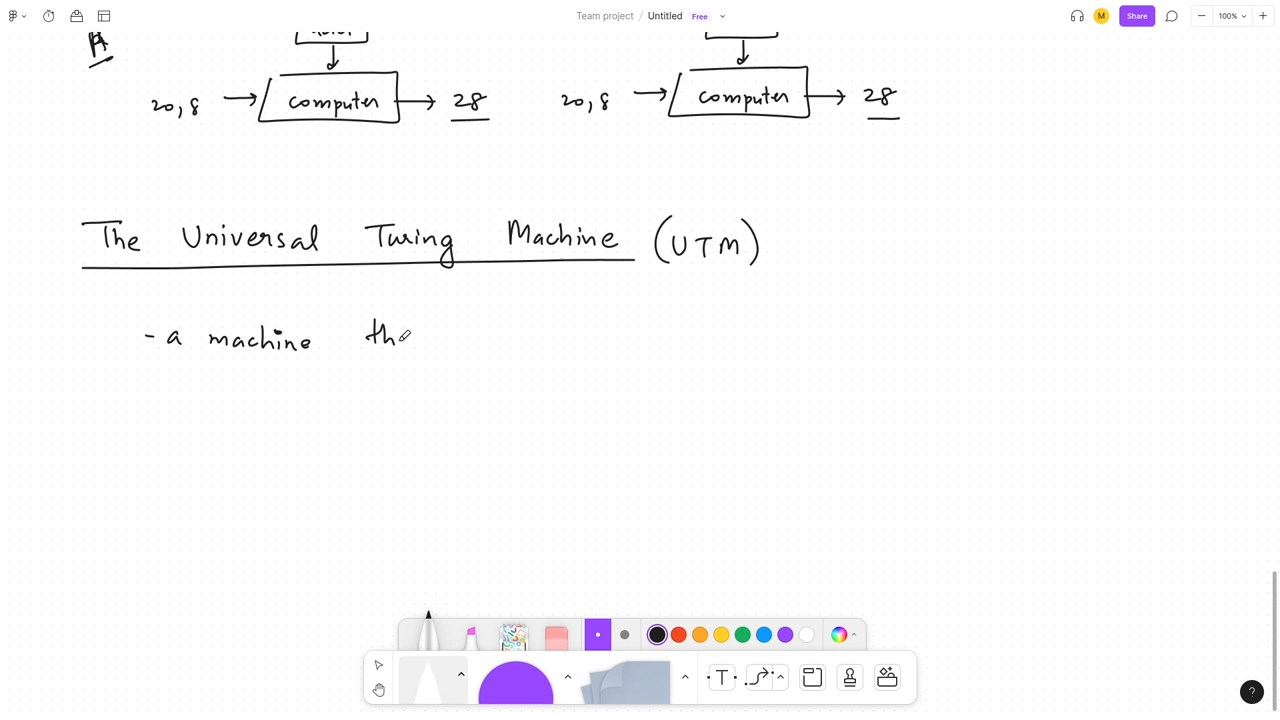 Team project / Untitled Free
M Share 100%
computer computer
20, 8 28 20, 8 28
The Universal Turing Machine (UTM)
- a machine th
T
?